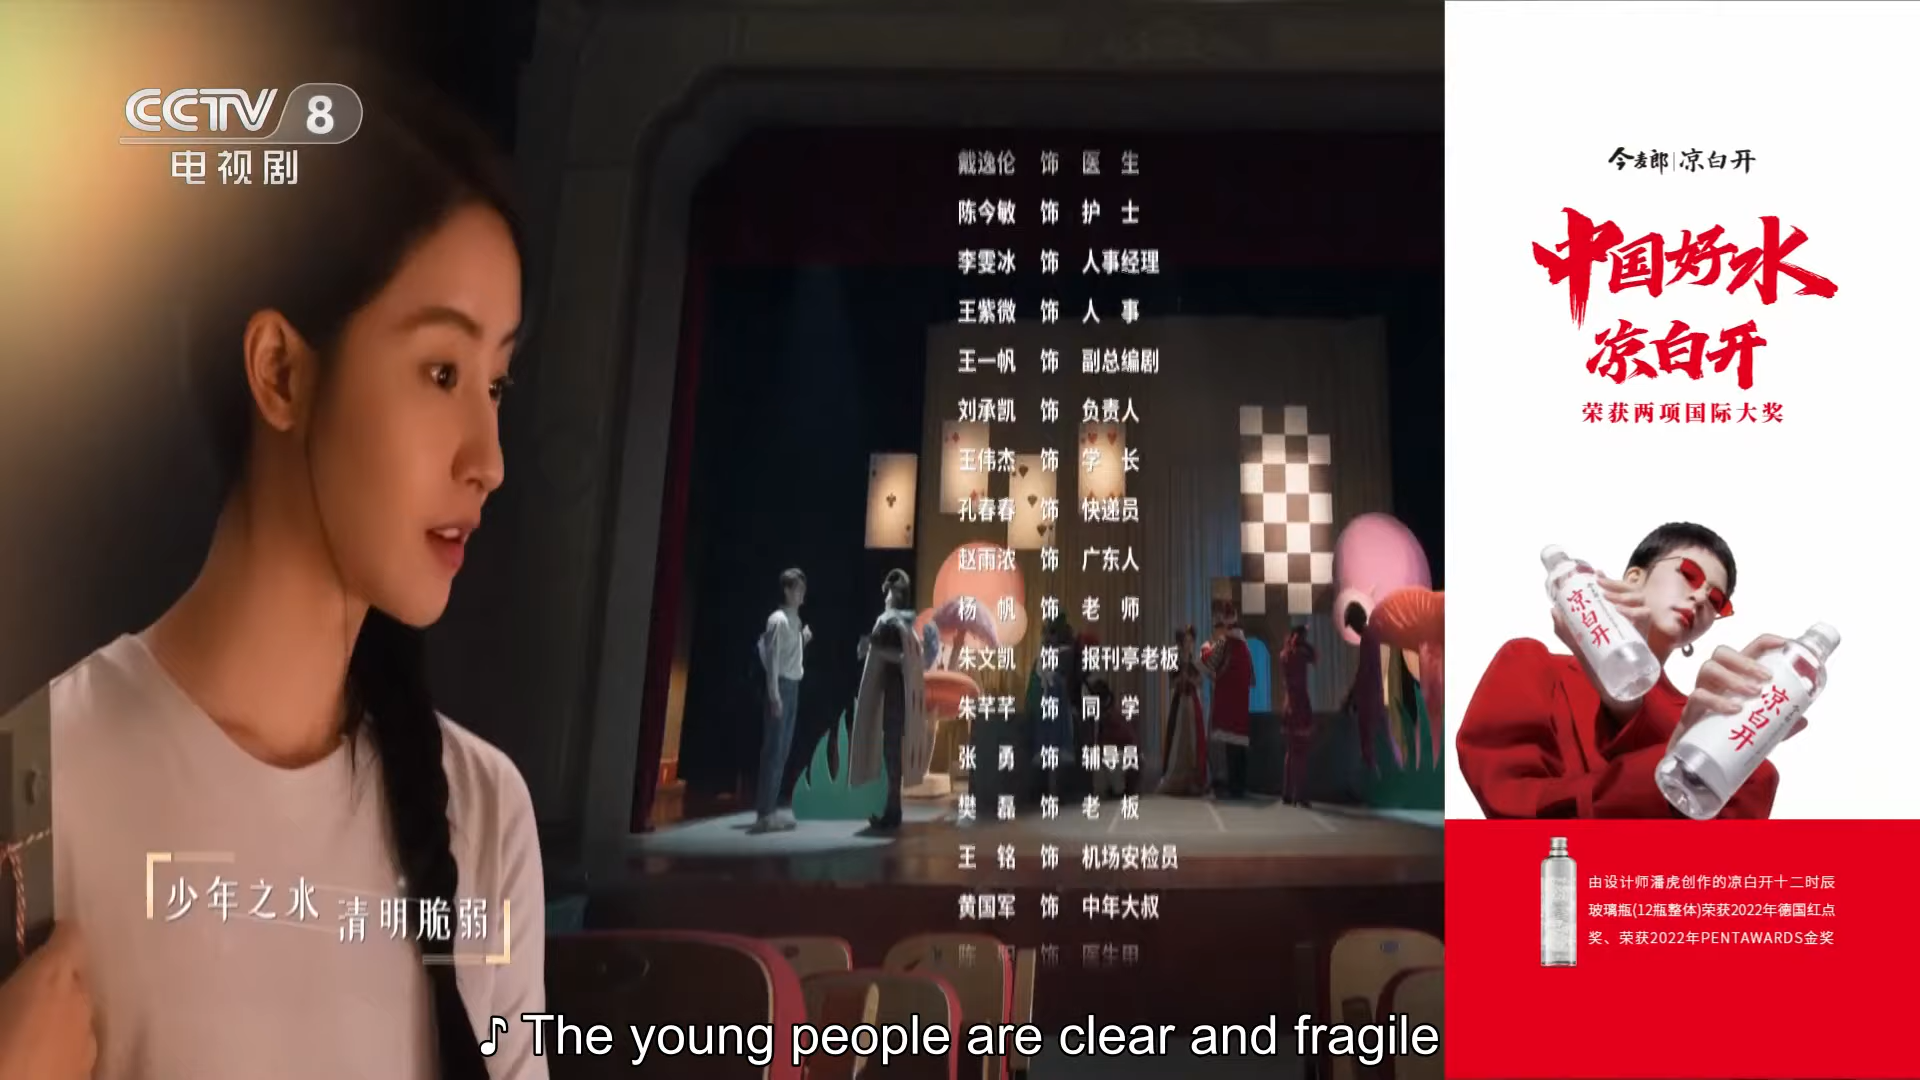 CCTV 8
电视剧
戴逸伦 饰 医 生
陈今敏 饰 护 士
李雯冰 饰 人事经理
王紫微 饰 人 事
王一帆 饰 副总编剧
刘承凯 饰 负责人
王伟杰 饰 学 长
孔春春 饰 快递员
赵雨浓 饰 广东人
杨 帆 饰 老 师
朱文凯 饰 报刊亭老板
朱芊芊 饰 同 学
张 勇 饰 辅导员
樊 磊 饰 老 板
王 铭 饰 机场安检员
黄国军 饰 中年大叔
陈 饰 医生甲
少年之水 清明脆弱
♪ The young people are clear and fragile
今麦郎|凉白开
中国好水
凉白开
荣获两项国际大奖
凉白开
凉白开
由设计师潘虎创作的凉白开十二时辰
玻璃瓶(12瓶整体)荣获2022年德国红点
奖、荣获2022年PENTAWARDS金奖